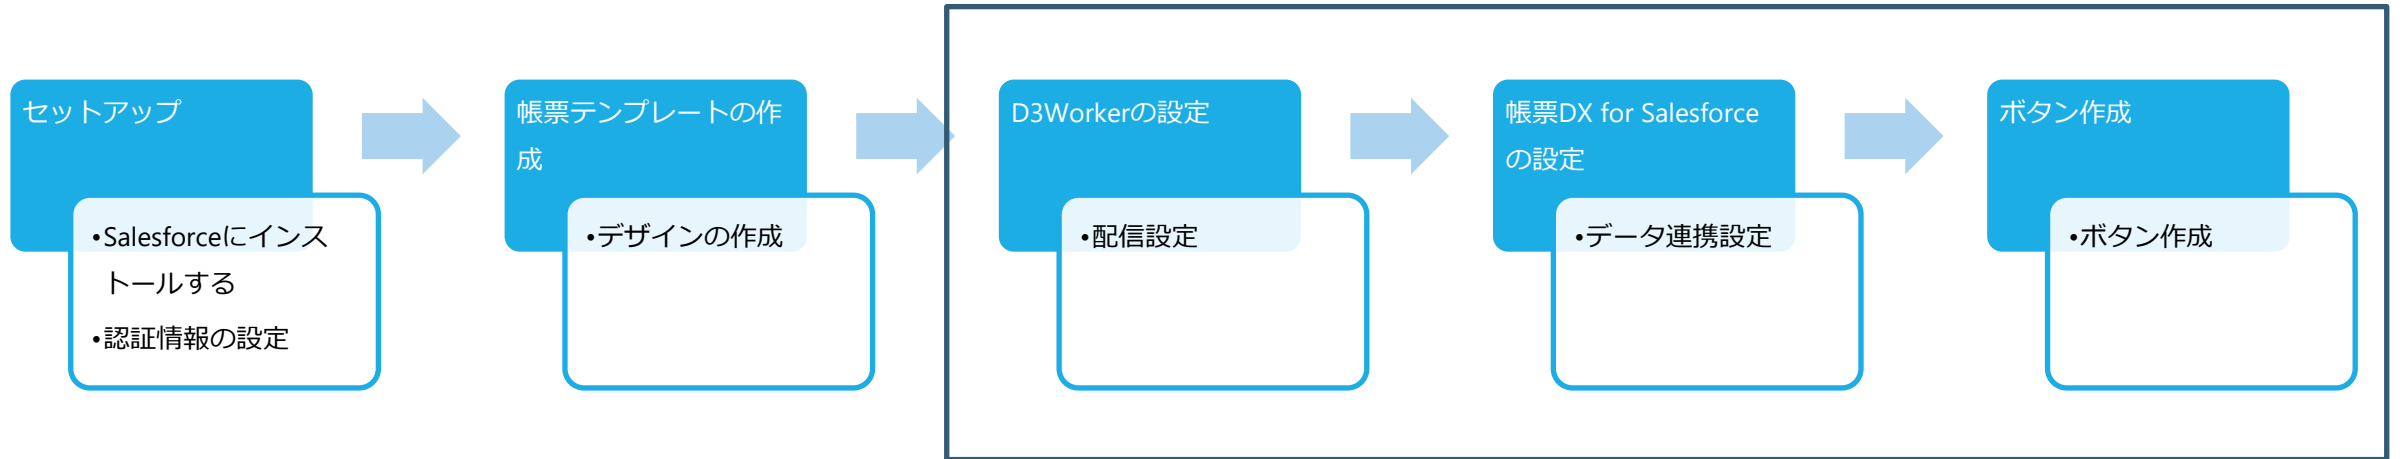 セットアップ
•Salesforceにインス
トールする
•認証情報の設定
帳票テンプレートの作
成
•デザインの作成
D3Workerの設定
•配信設定
帳票DX for Salesforce
の設定
•データ連携設定
ボタン作成
•ボタン作成